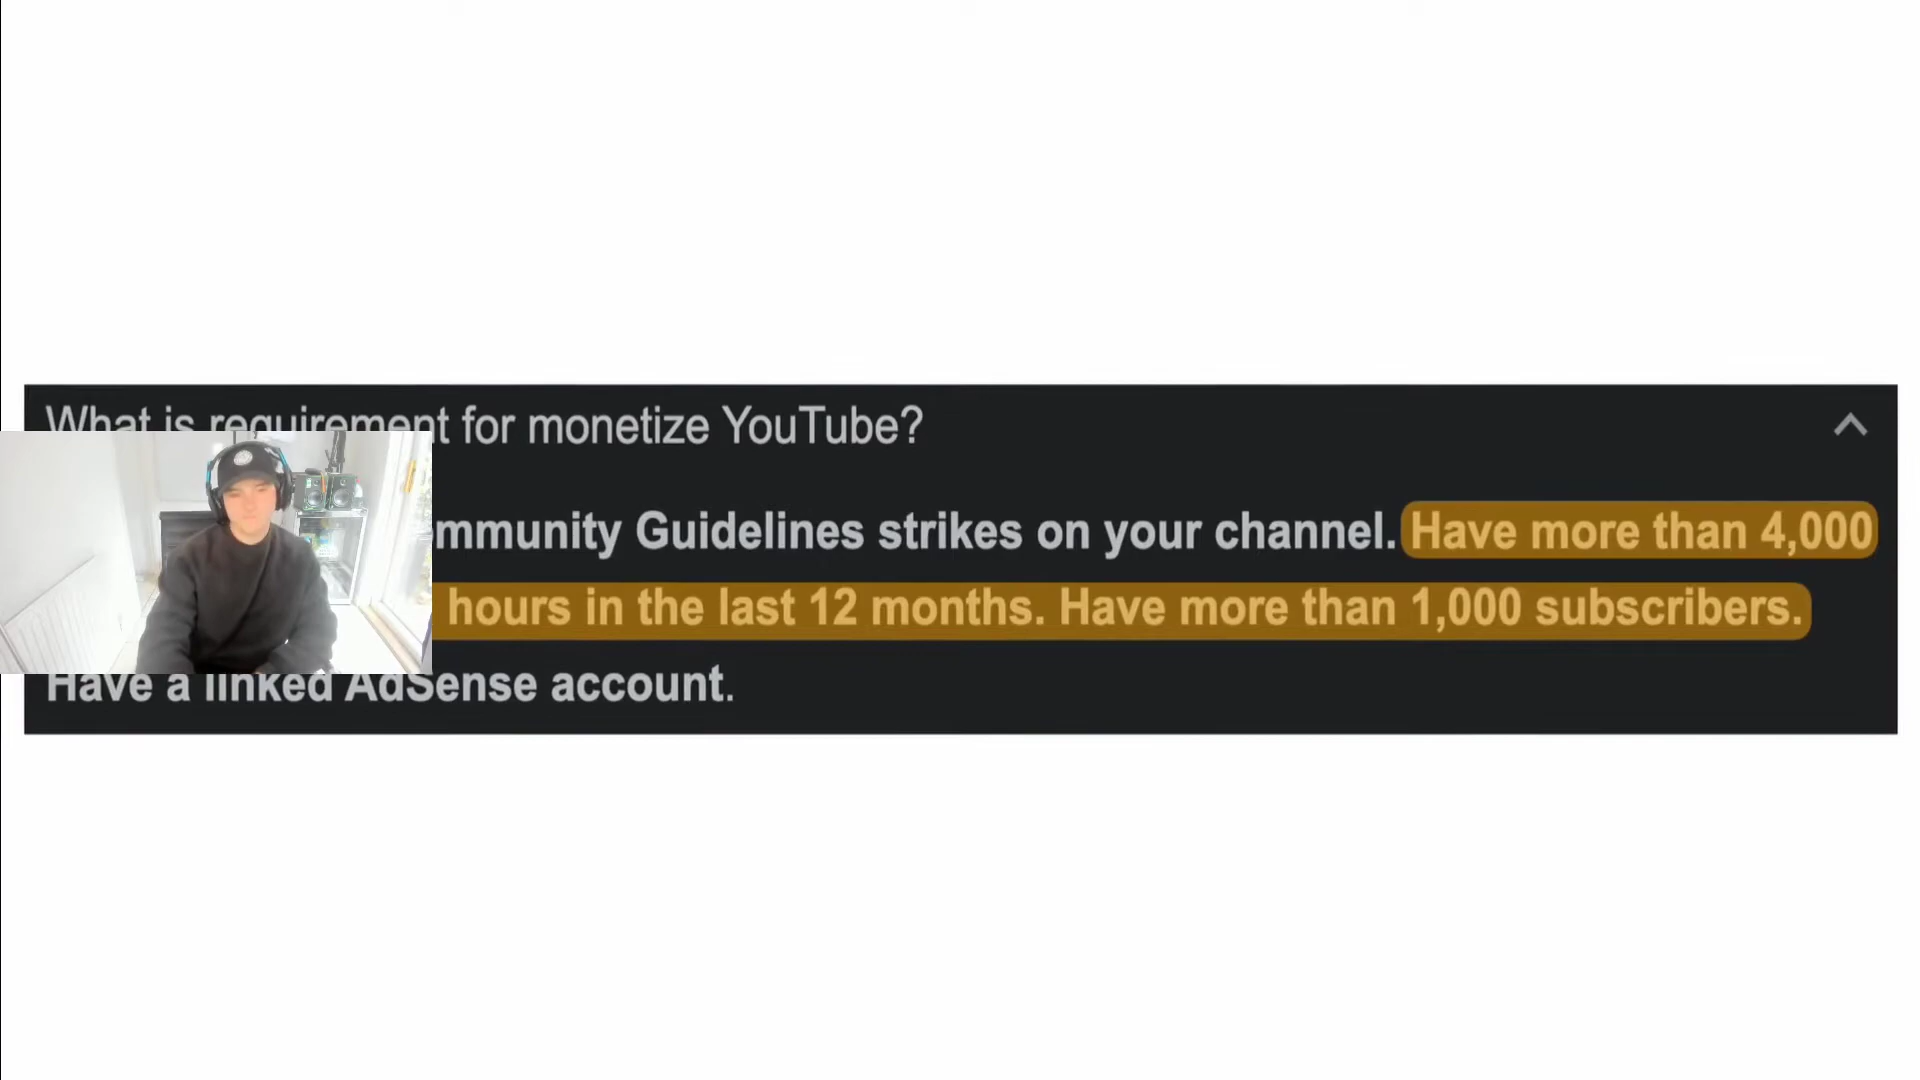 What is requirement for monetize YouTube?
mmunity Guidelines strikes on your channel. Have more than 4,000
hours in the last 12 months. Have more than 1,000 subscribers.
Have a linked AdSense account.